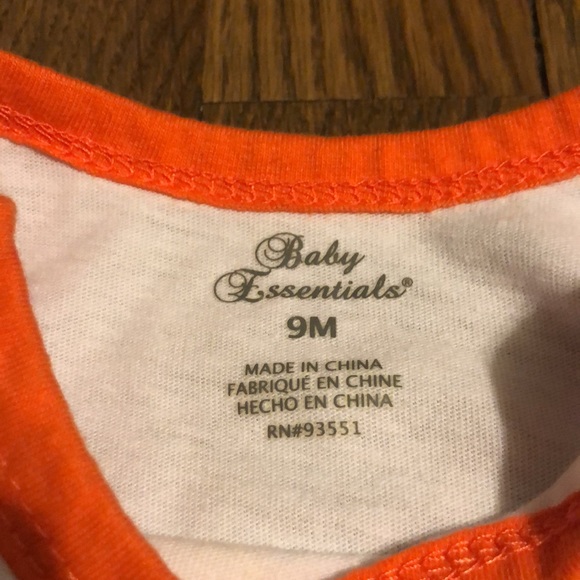 Baby
Essentials®
9M
MADE IN CHINA
FABRIQUÉ EN CHINE
HECHO EN CHINA
RN#93551